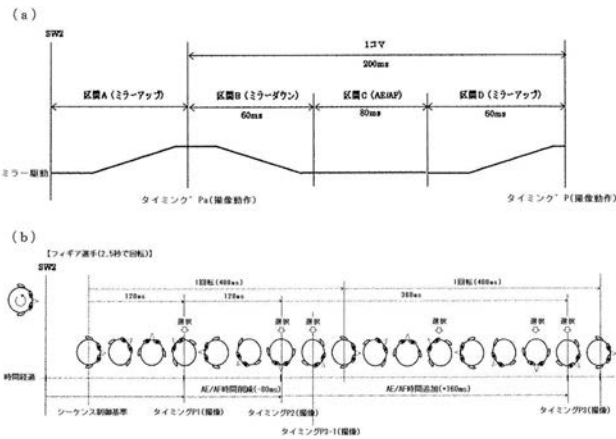 (a)
SW2
1コマ
200ms
区間A (ミラーアップ)
区間B (ミラーダウン)
区間C (AE/AF)
区間D (ミラーアップ)
60ms
80ms
60ms
ミラー駆動
タイミング゛Pa(撮像動作)
タイミング゛P(撮像動作)
(b)
【フィギア選手(2.5秒で回転)】
SW2
1回転(400ms)
1回転(400ms)
120ms
120ms
360ms
選択
選択
選択
選択
選択
選択
時間経過
AE/AF時間削減(-80ms)
AE/AF時間追加(+160ms)
シーケンス制御基準
タイミングP1(撮像)
タイミングP2(撮像)
タイミングP3(撮像)
タイミングP3-1(撮像)